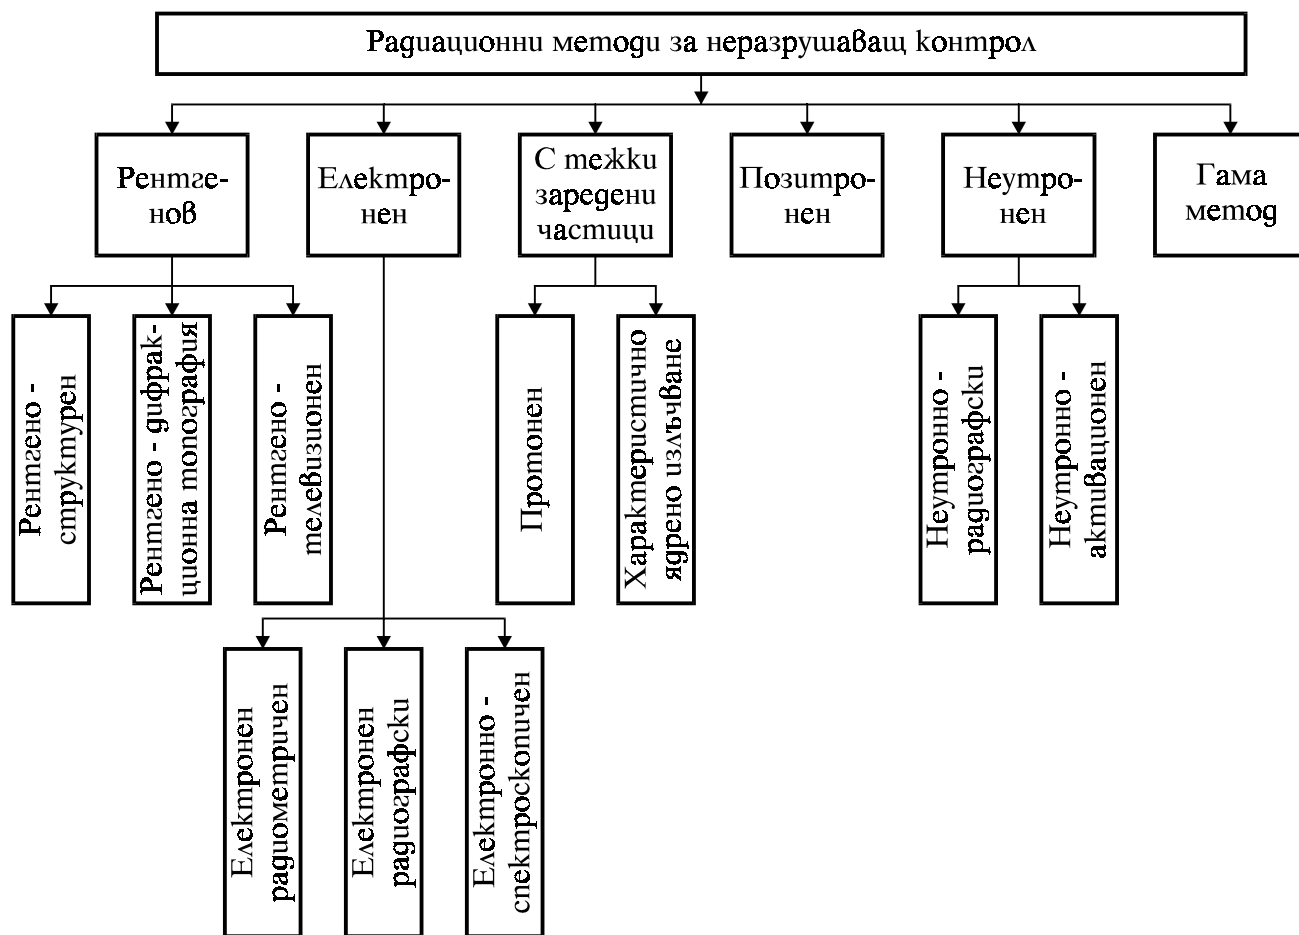 Радиационни методи за неразрушаващ контрол
Рентге-
нов
Електро-
нен
С тежки
заредени
частици
Позитро-
нен
Неутро-
нен
Гама
метод
Рентгено -
структурен
Рентгено - дифрак-
ционна топография
Рентгено -
телевизионен
Протонен
Характеристично
ядрено излъчване
Неутронно-
радиографски
Неутронно-
активационен
Електронен
радиометричен
Електронен
радиографски
Електронно -
спектроскопичен